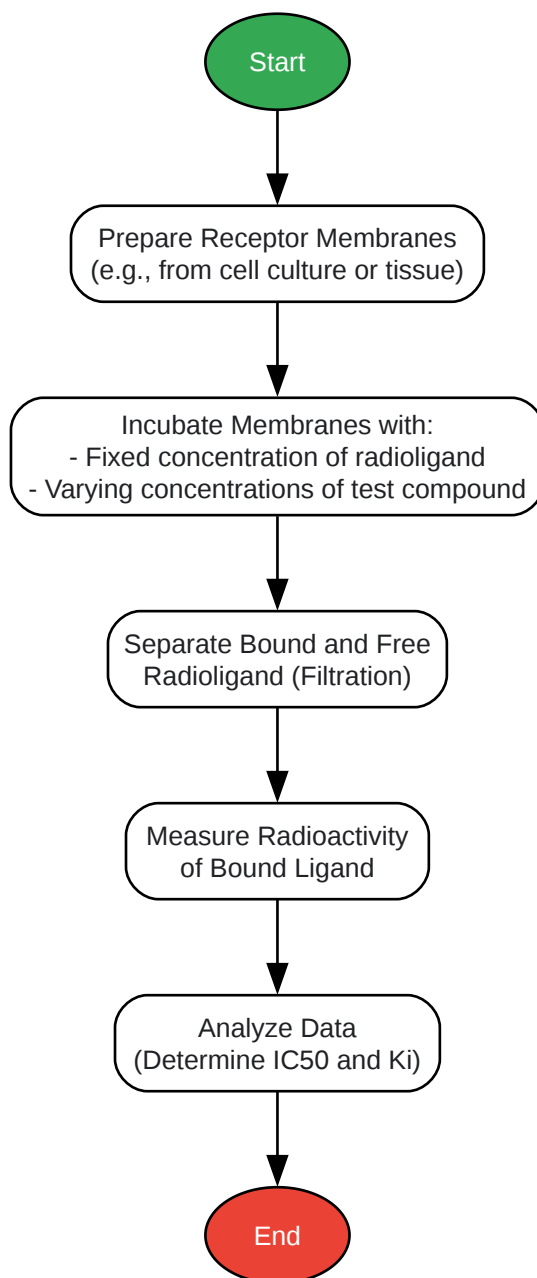 Start
Prepare Receptor Membranes
(e.g., from cell culture or tissue)
Incubate Membranes with:
- Fixed concentration of radioligand
- Varying concentrations of test compound
Separate Bound and Free
Radioligand (Filtration)
Measure Radioactivity
of Bound Ligand
Analyze Data
(Determine IC50 and Ki)
End